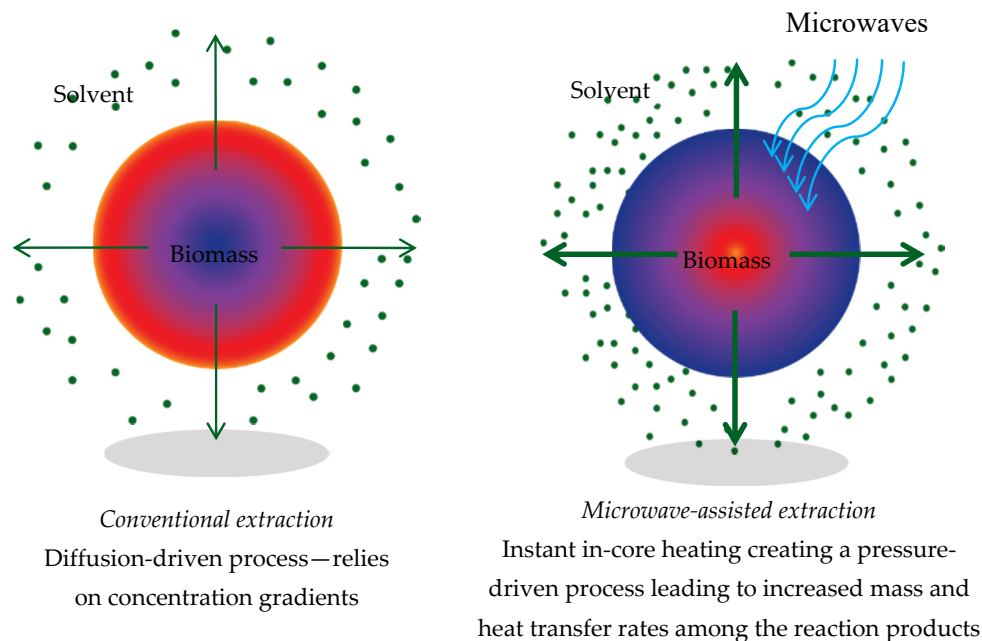 Microwaves
Solvent
Solvent
Biomass
Biomass
Conventional extraction
Diffusion-driven process—relies
on concentration gradients
Microwave-assisted extraction
Instant in-core heating creating a pressure-
driven process leading to increased mass and
heat transfer rates among the reaction products